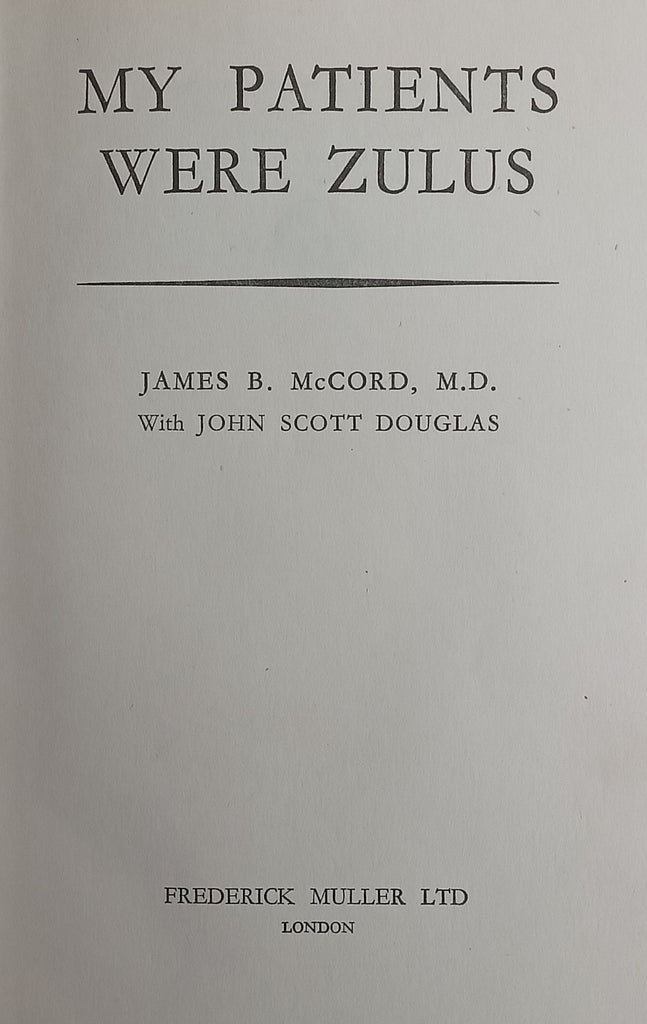 MY PATIENTS
WERE ZULUS
JAMES B. McCORD, M.D.
With JOHN SCOTT DOUGLAS
FREDERICK MULLER LTD
LONDON